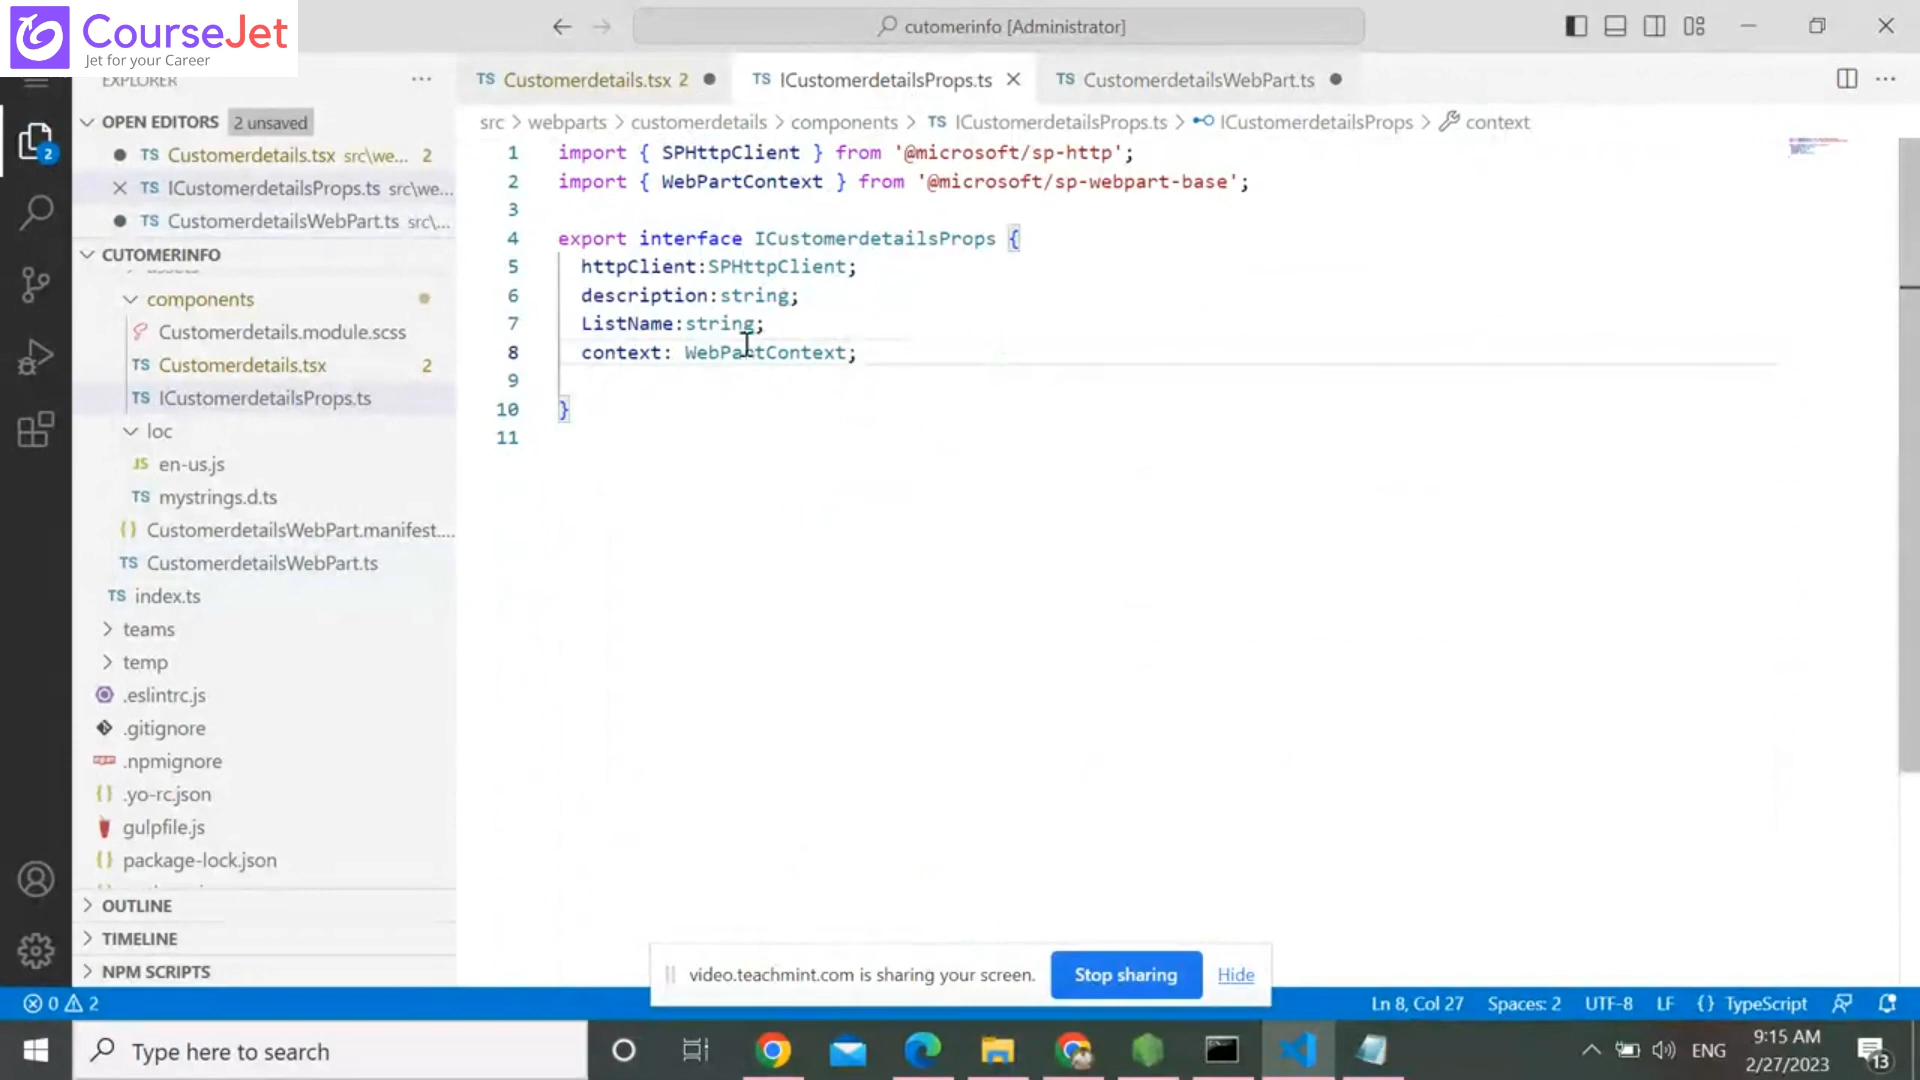 CourseJet
Jet for your Career
cutomerinfo [Administrator]
EXPLORER
Customerdetails.tsx 2
ICustomerdetailsProps.ts
CustomerdetailsWebPart.ts
OPEN EDITORS 2 unsaved
src > webparts > customerdetails > components > TS ICustomerdetailsProps.ts > ICustomerdetailsProps > context
TS Customerdetails.tsx src\we... 2
TS ICustomerdetailsProps.ts src\we...
TS CustomerdetailsWebPart.ts src\...
CUTOMERINFO
components
Customerdetails.module.scss
TS Customerdetails.tsx 2
TS ICustomerdetailsProps.ts
loc
JS en-us.js
TS mystrings.d.ts
{} CustomerdetailsWebPart.manifest....
TS CustomerdetailsWebPart.ts
TS index.ts
teams
temp
.eslintrc.js
.gitignore
.npmignore
{} .yo-rc.json
gulpfile.js
{} package-lock.json
OUTLINE
TIMELINE
NPM SCRIPTS
1 import { SPHttpClient } from '@microsoft/sp-http';
2 import { WebPartContext } from '@microsoft/sp-webpart-base';
3
4 export interface ICustomerdetailsProps {
5 httpClient:SPHttpClient;
6 description:string;
7 ListName:string;
8 context: WebPartContext;
9
10 }
11
video.teachmint.com is sharing your screen. Stop sharing Hide
0 2
Ln 8, Col 27 Spaces: 2 UTF-8 LF {} TypeScript
Type here to search
ENG
9:15 AM
2/27/2023
13